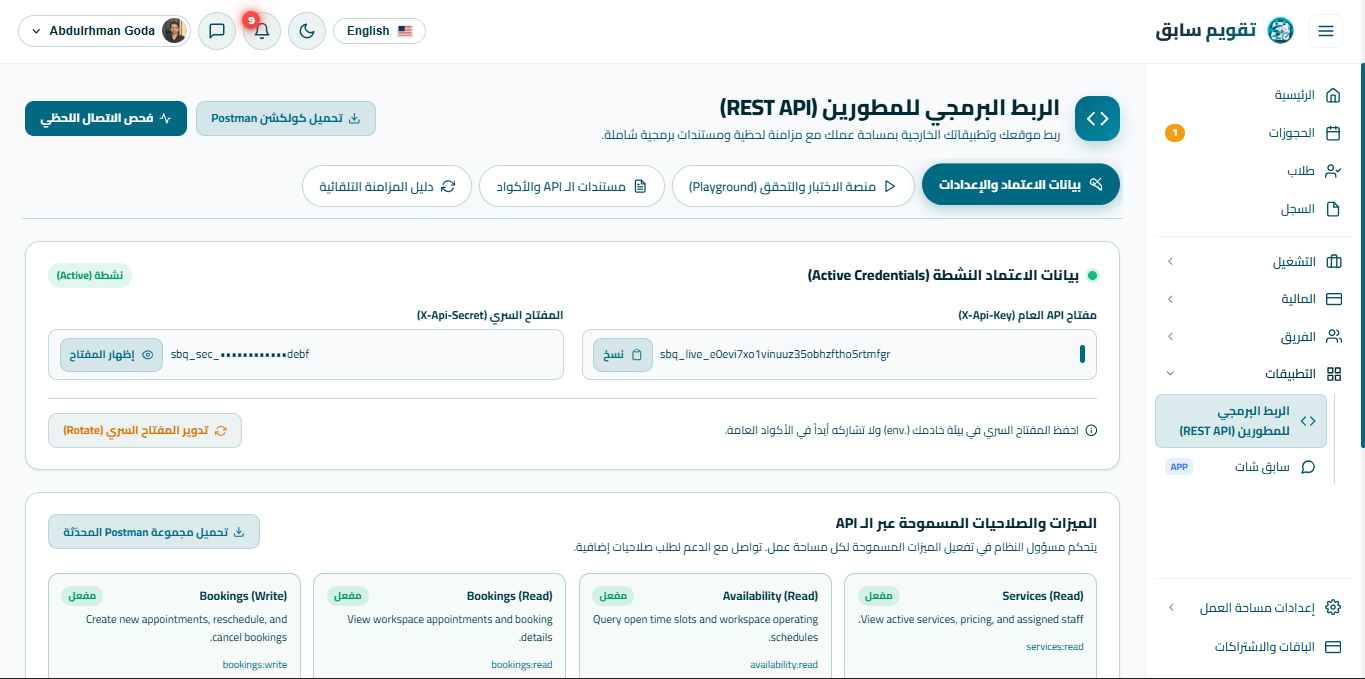 تقويم سابق
English
9
Abdulrhman Goda
الرئيسية
الحجوزات
1
طلاب
السجل
التشغيل
المالية
الفريق
التطبيقات
الربط البرمجي
للمطورين (REST API)
سابق شات
APP
إعدادات مساحة العمل
الباقات والاشتراكات
الربط البرمجي للمطورين (REST API)
ربط موقعك وتطبيقاتك الخارجية بمساحة عملك مع مزامنة لحظية ومستندات برمجية شاملة.
تحميل كولكشن Postman
فحص الاتصال اللحظي
بيانات الاعتماد والإعدادات
منصة الاختبار والتحقق (Playground)
مستندات الـ API والأكواد
دليل المزامنة التلقائية
بيانات الاعتماد النشطة (Active Credentials)
نشطة (Active)
مفتاح API العام (X-Api-Key)
المفتاح السري (X-Api-Secret)
sbq_live_e0evi7xo1vinuuz35obhzftho5rtmfgr
نسخ
sbq_sec_••••••••••••debf
إظهار المفتاح
احفظ المفتاح السري في بيئة خادمك (.env) ولا تشاركه أبداً في الأكواد العامة.
تدوير المفتاح السري (Rotate)
الميزات والصلاحيات المسموحة عبر الـ API
يتحكم مسؤول النظام في تفعيل الميزات المسموحة لكل مساحة عمل. تواصل مع الدعم لطلب صلاحيات إضافية.
تحميل مجموعة Postman المحدّثة
Services (Read)
مفعل
View active services, pricing, and assigned staff.
services:read
Availability (Read)
مفعل
Query open time slots and workspace operating
schedules.
availability:read
Bookings (Read)
مفعل
View workspace appointments and booking
details.
bookings:read
Bookings (Write)
مفعل
Create new appointments, reschedule, and
cancel bookings.
bookings:write